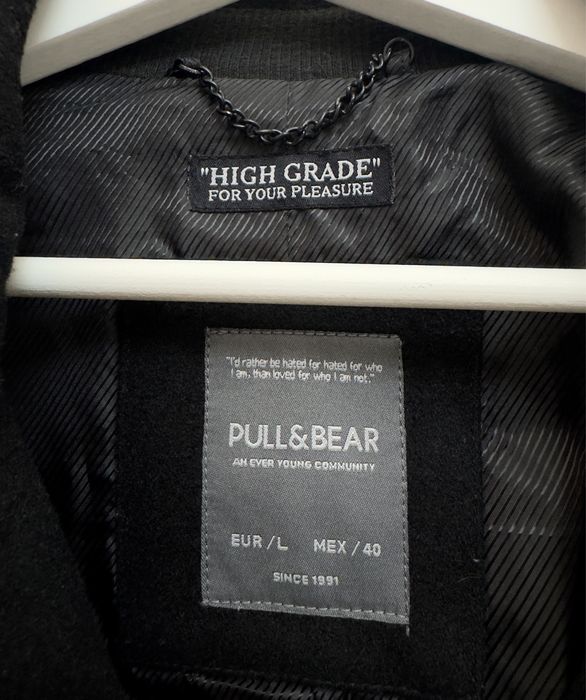 "HIGH GRADE"
FOR YOUR PLEASURE
"I'd rather be hated for hated for who
I am, than loved for who I am not."
PULL&BEAR
AN EVER YOUNG COMMUNITY
EUR / L MEX / 40
SINCE 1991